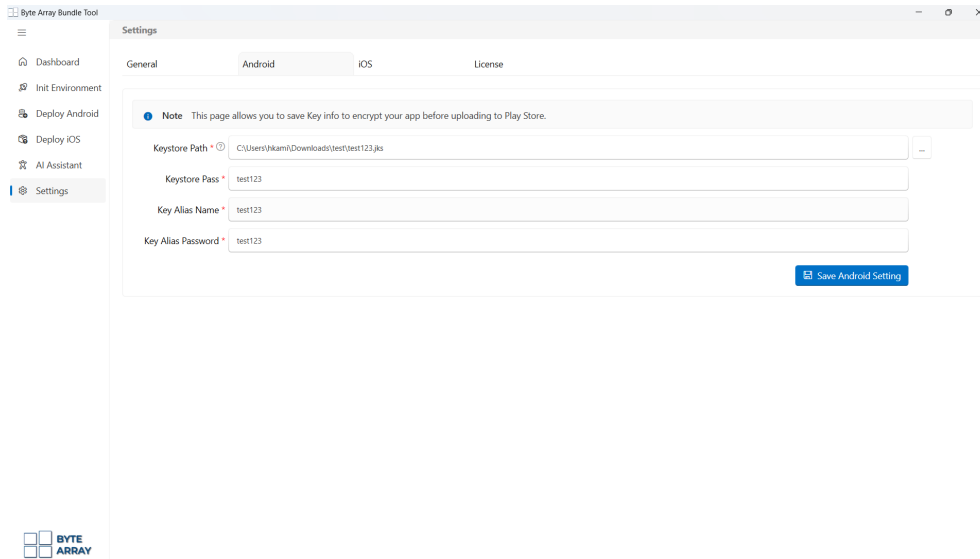 Byte Array Bundle Tool
Settings
Dashboard
Init Environment
Deploy Android
Deploy iOS
AI Assistant
Settings
General Android iOS License
Note This page allows you to save Key info to encrypt your app before uploading to Play Store.
Keystore Path * C:\Users\hkami\Downloads\test\test123.jks ...
Keystore Pass * test123
Key Alias Name * test123
Key Alias Password * test123
Save Android Setting
BYTE
ARRAY